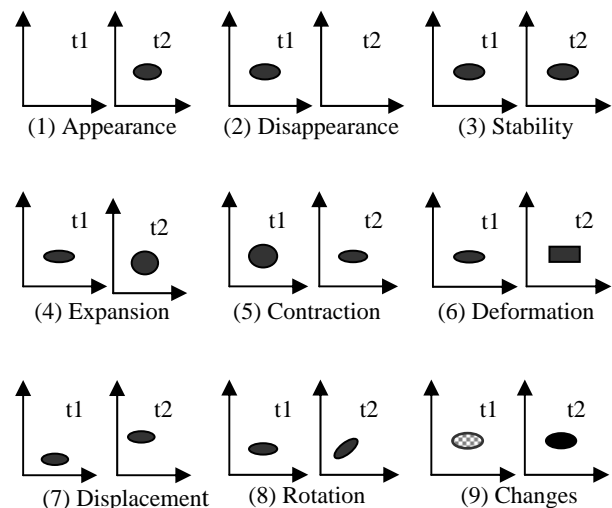 t1 t2 t1 t2 t1 t2
(1) Appearance (2) Disappearance (3) Stability
t1 t2 t1 t2 t1 t2
(4) Expansion (5) Contraction (6) Deformation
t1 t2 t1 t2 t1 t2
(7) Displacement (8) Rotation (9) Changes